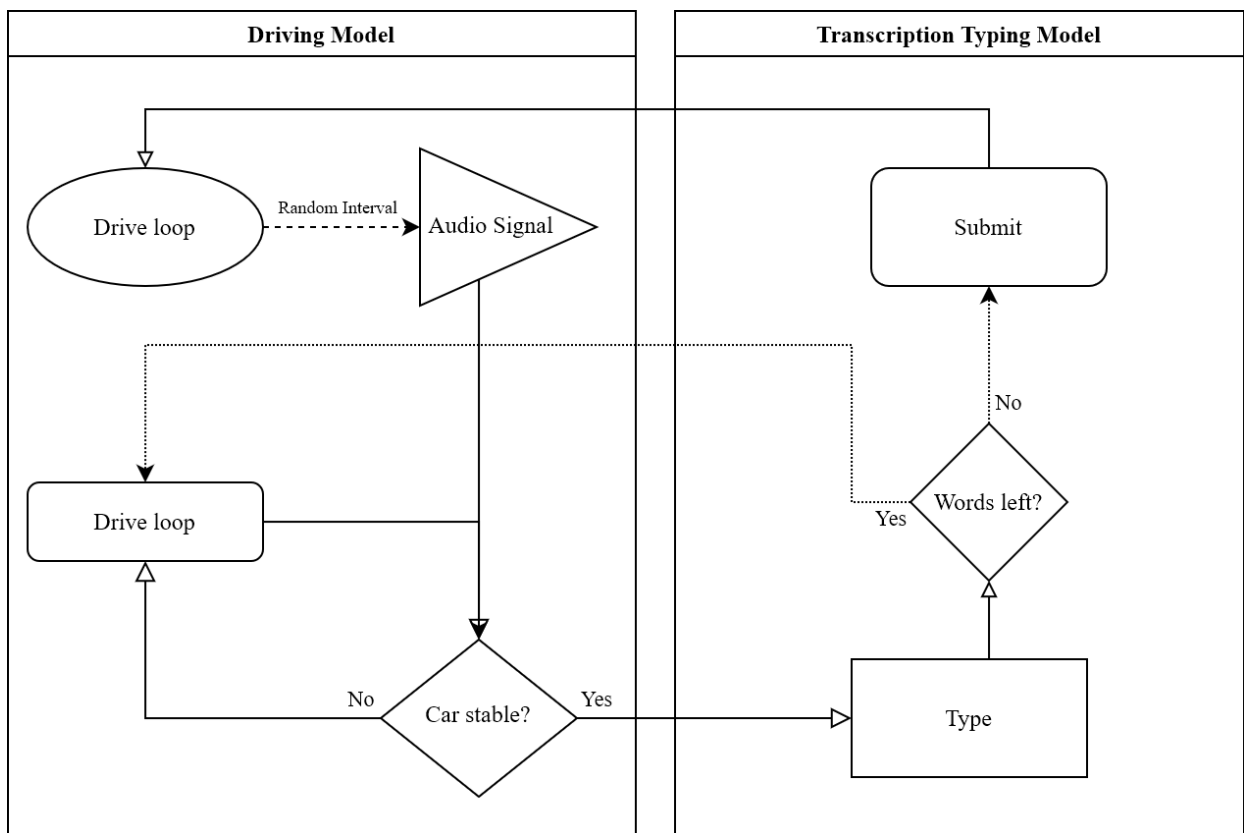 Driving Model
Transcription Typing Model
Drive loop
Random Interval
Audio Signal
Submit
No
Words left?
Yes
Drive loop
No
Car stable?
Yes
Type